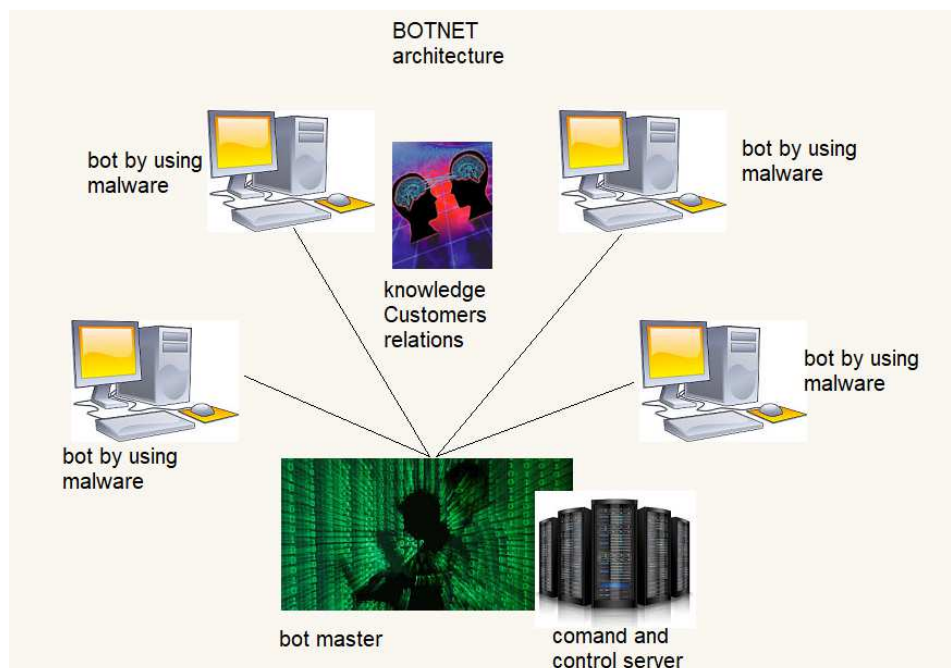 BOTNET
architecture
bot by using
malware
bot by using
malware
knowledge
Customers
relations
bot by using
malware
bot by using
malware
bot master
comand and
control server